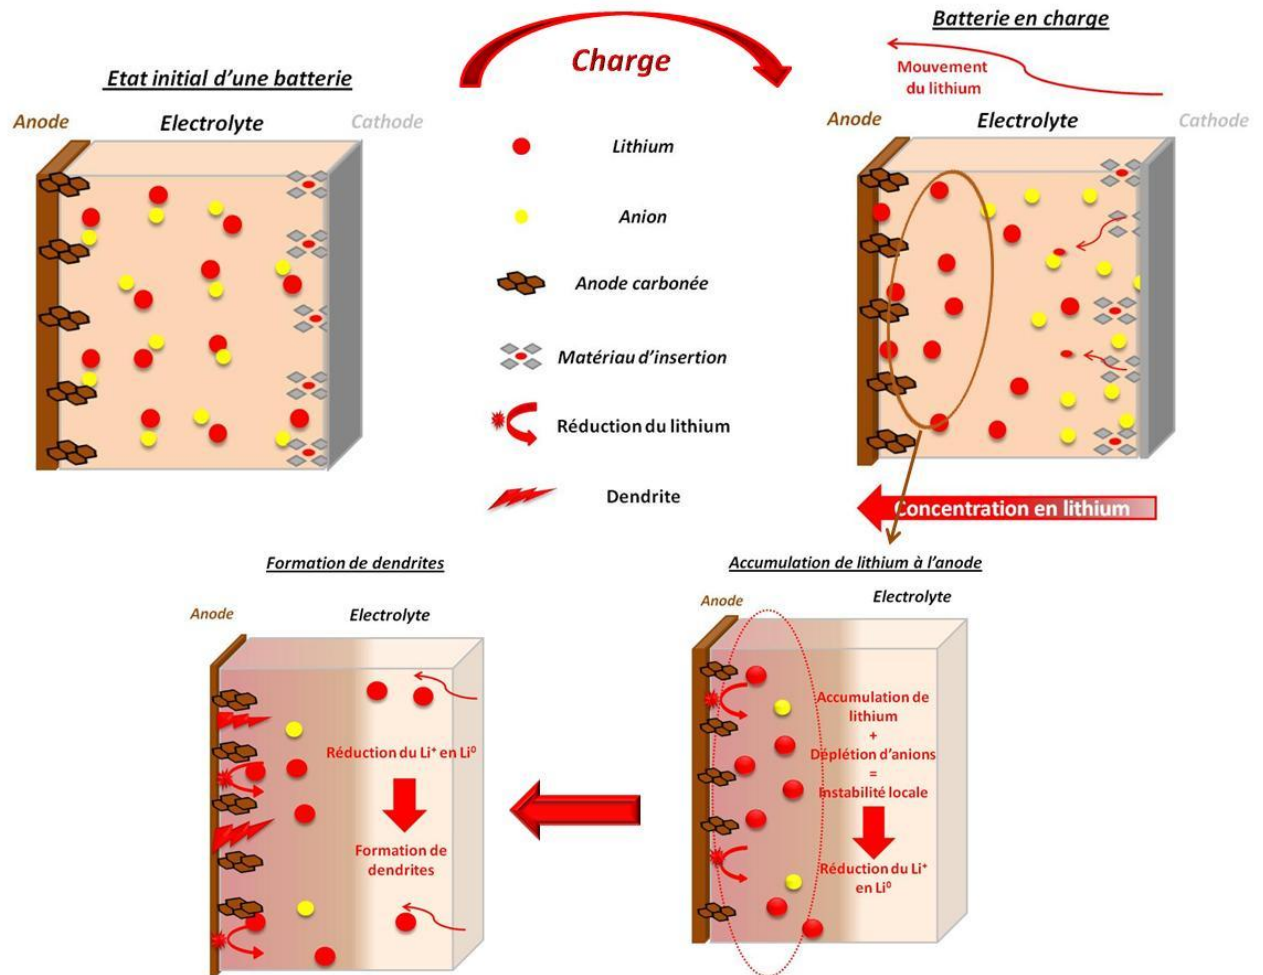 Etat initial d'une batterie
Anode
Electrolyte
Cathode
Charge
Lithium
Anion
Anode carbonée
Matériau d'insertion
Réduction du lithium
Dendrite
Batterie en charge
Mouvement
du lithium
Anode
Electrolyte
Cathode
Concentration en lithium
Formation de dendrites
Anode
Electrolyte
Réduction du Li⁺ en Li⁰
Formation de
dendrites
Accumulation de lithium à l'anode
Anode
Electrolyte
Accumulation de
lithium
+
Déplétion d'anions
=
Instabilité locale
Réduction du Li⁺
en Li⁰